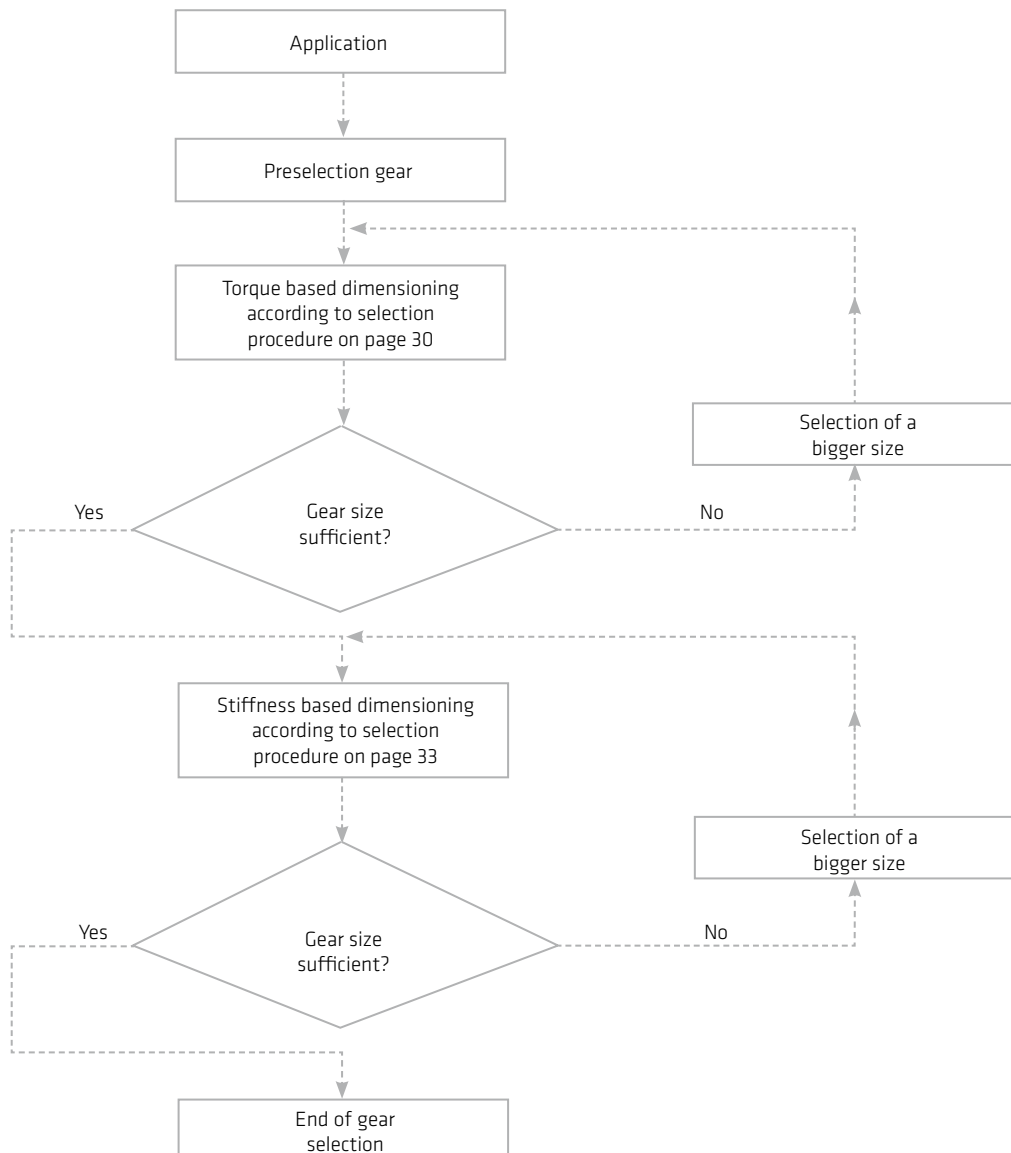 Application
Preselection gear
Torque based dimensioning
according to selection
procedure on page 30
Selection of a
bigger size
Yes
Gear size
sufficient?
No
Stiffness based dimensioning
according to selection
procedure on page 33
Selection of a
bigger size
Yes
Gear size
sufficient?
No
End of gear
selection